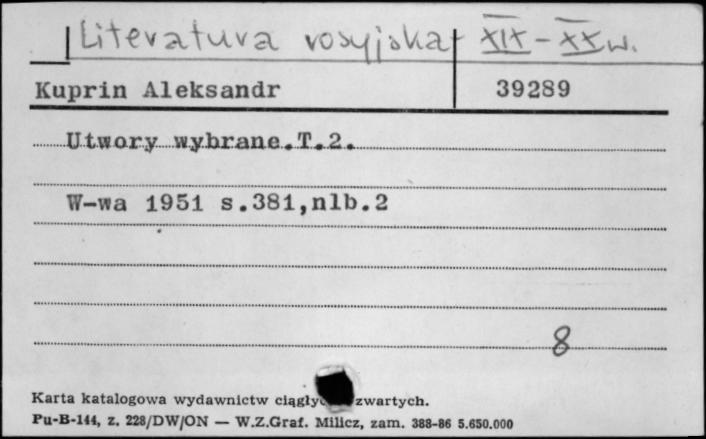 Literatura rosyjska XIX-XX w.
Kuprin Aleksandr 39289
Utwory wybrane.T.2.
W-wa 1951 s.381,nlb.2
8
Karta katalogowa wydawnictw zwartych.
Pu-B-144, z. 228/DW/ON — W.Z.Graf. Milicz, zam. 388-86 5.650.000